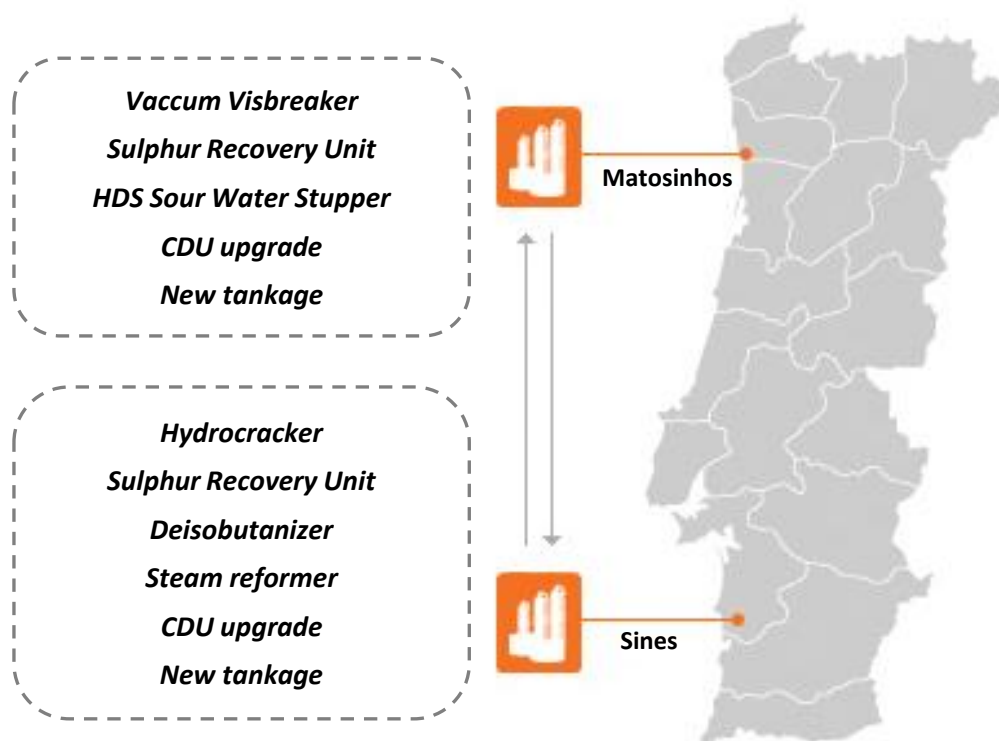 Vaccum Visbreaker
Sulphur Recovery Unit
HDS Sour Water Stupper
CDU upgrade
New tankage
Matosinhos
Hydrocracker
Sulphur Recovery Unit
Deisobutanizer
Steam reformer
CDU upgrade
New tankage
Sines